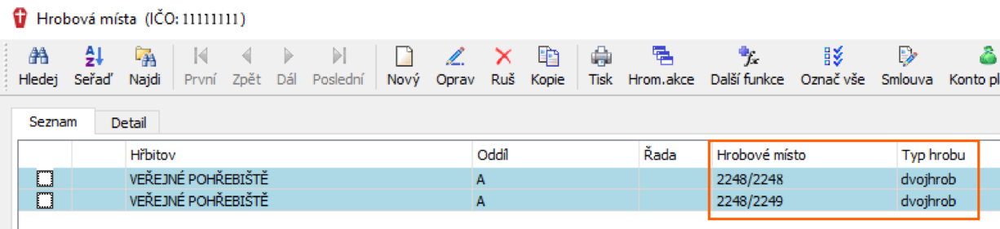 Hrobová místa (IČO: 11111111)
Hledej Seřaď Najdi První Zpět Dál Poslední Nový Oprav Ruš Kopie Tisk Hrom.akce Další funkce Označ vše Smlouva Konto pl
Seznam Detail
Hřbitov Oddíl Řada Hrobové místo Typ hrobu
VEŘEJNÉ POHŘEBIŠTĚ A 2248/2248 dvojhrob
VEŘEJNÉ POHŘEBIŠTĚ A 2248/2249 dvojhrob